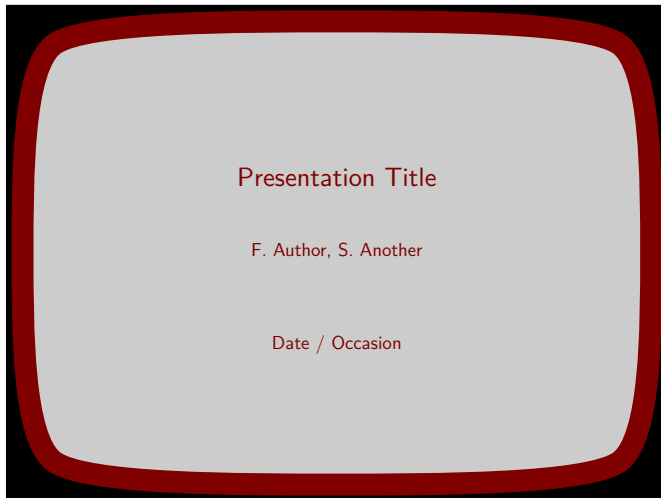 Presentation Title
F. Author, S. Another
Date / Occasion